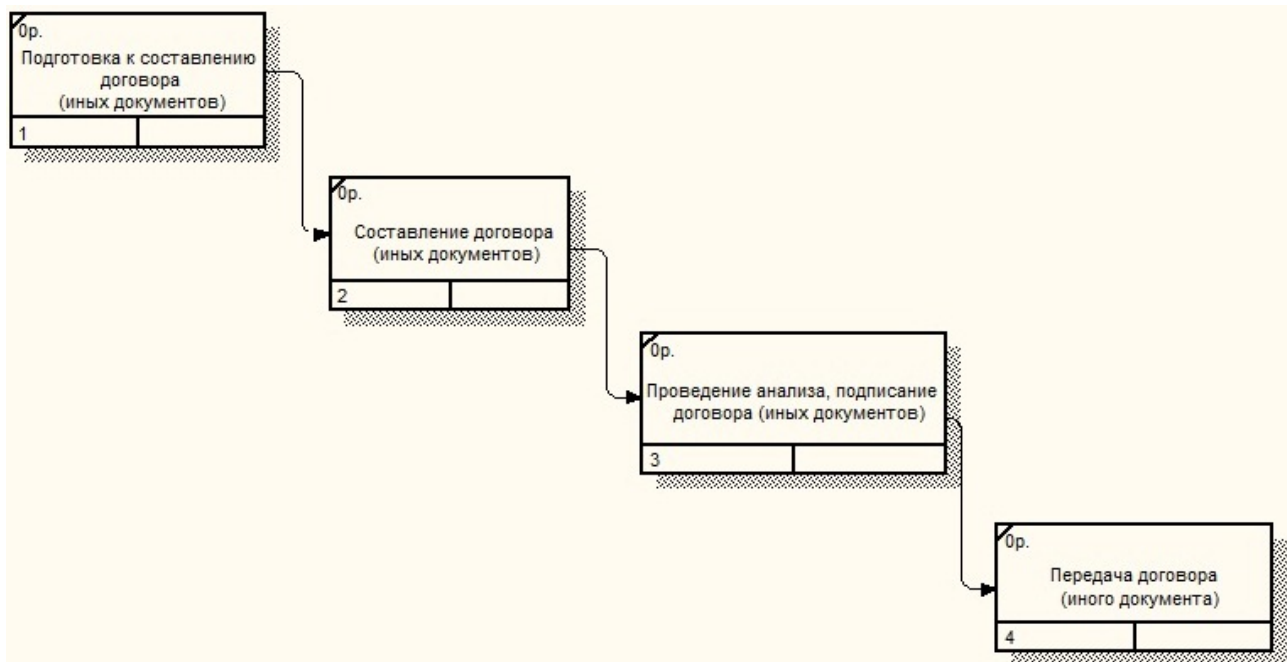 0р.
Подготовка к составлению
договора
(иных документов)
1
0р.
Составление договора
(иных документов)
2
0р.
Проведение анализа, подписание
договора (иных документов)
3
0р.
Передача договора
(иного документа)
4